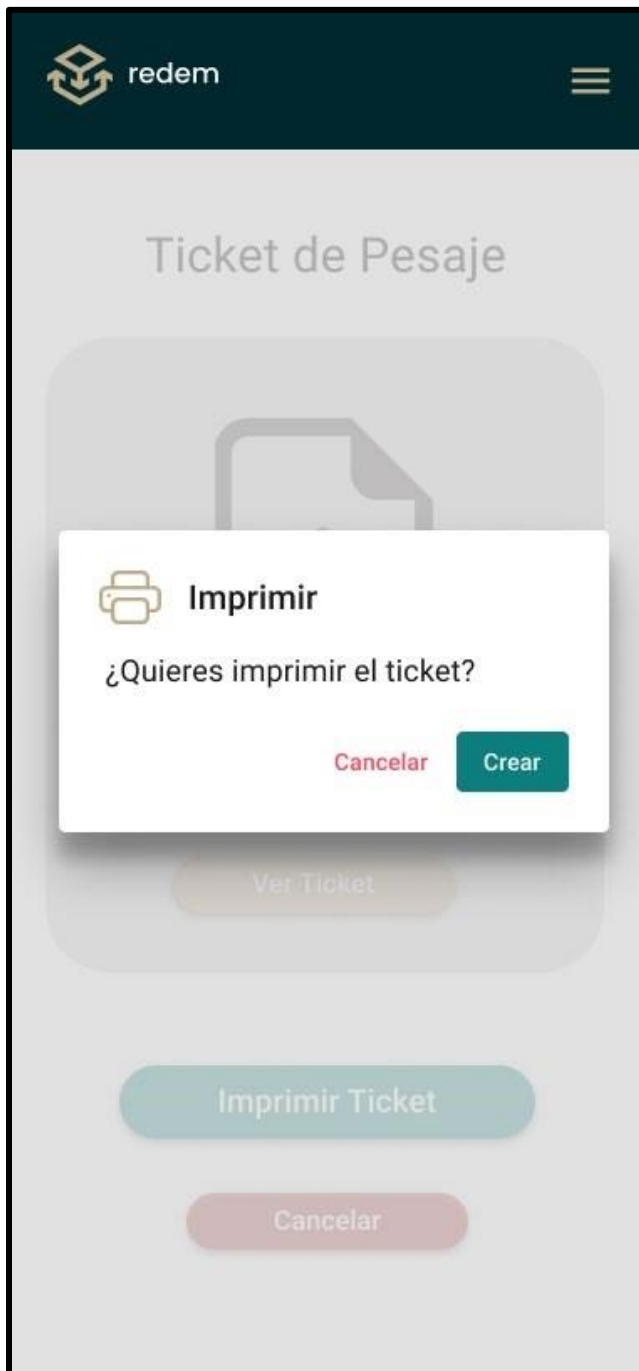 redem
Ticket de Pesaje
Imprimir
¿Quieres imprimir el ticket?
Cancelar Crear
Ver Ticket
Imprimir Ticket
Cancelar